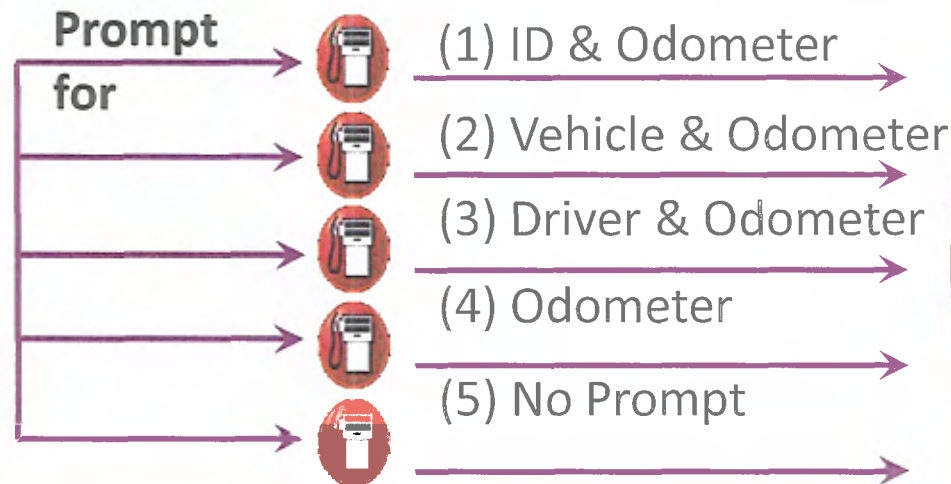 Prompt
for
(1) ID & Odometer
(2) Vehicle & Odometer
(3) Driver & Odometer
(4) Odometer
(5) No Prompt